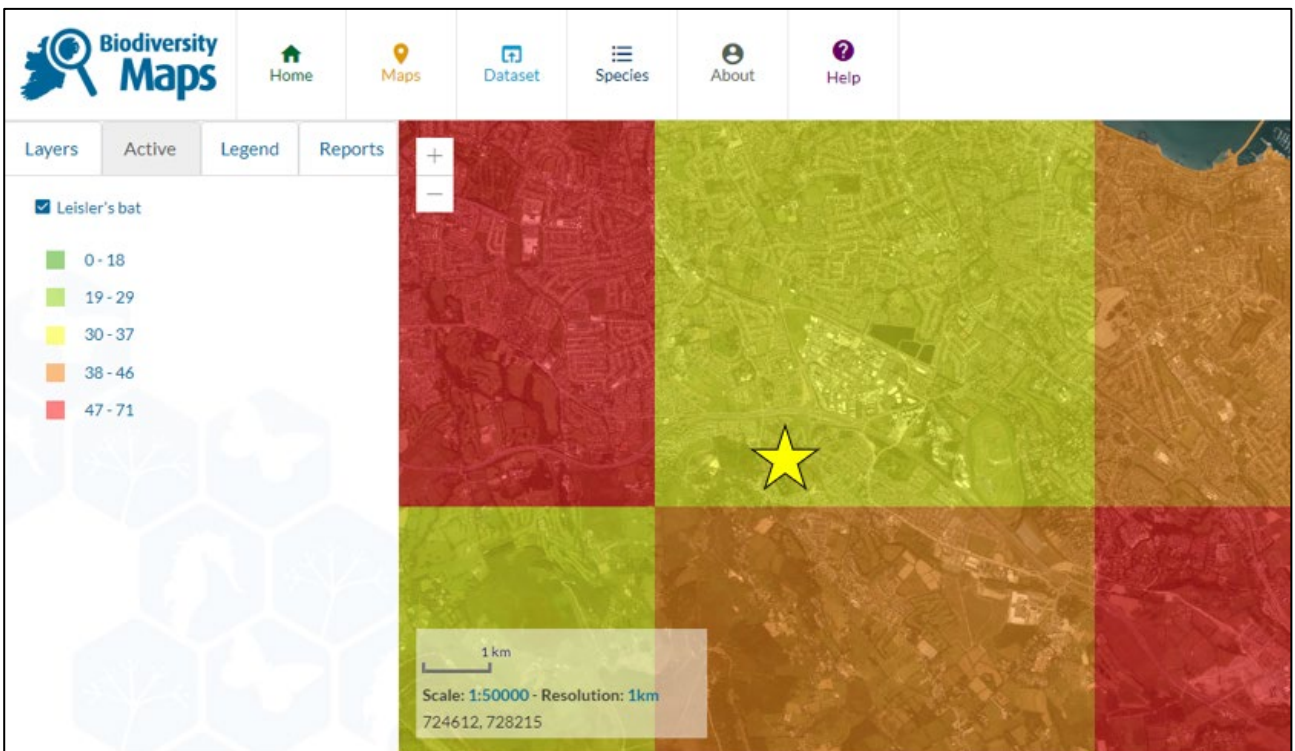 Biodiversity
Maps
Home
Maps
Dataset
Species
About
Help
Layers
Active
Legend
Reports
+
−
Leisler's bat
0 - 18
19 - 29
30 - 37
38 - 46
47 - 71
1 km
Scale: 1:50000 - Resolution: 1km
724612, 728215